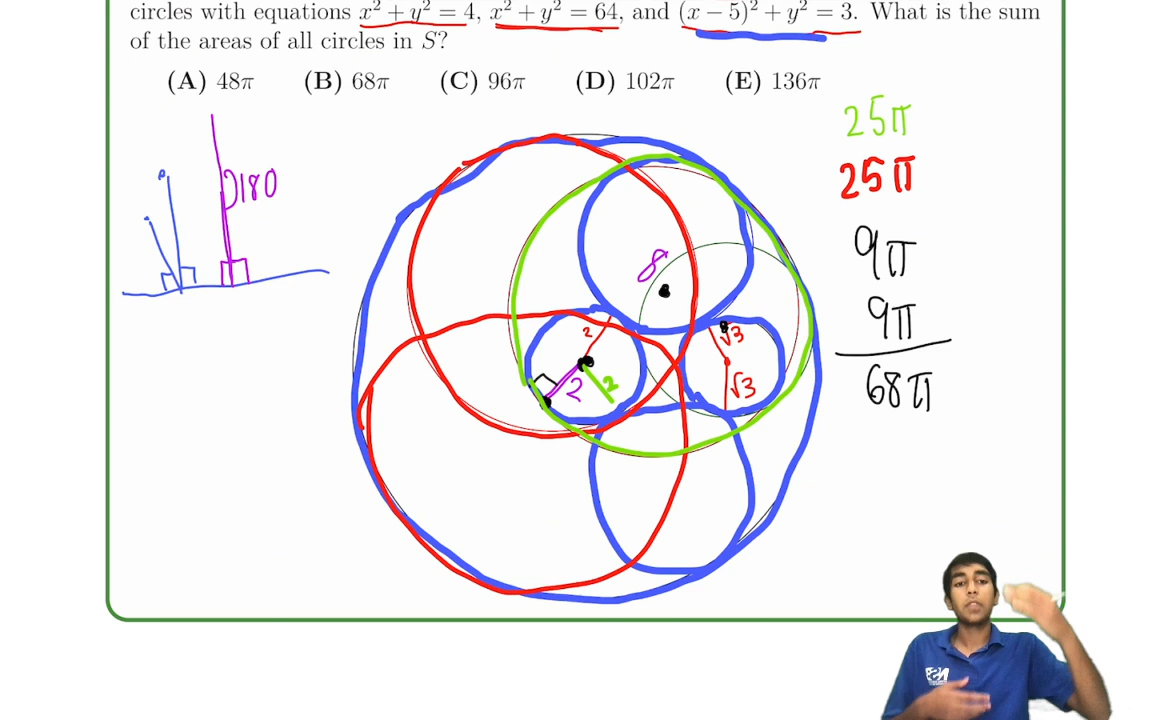 circles with equations x² + y² = 4, x² + y² = 64, and (x − 5)² + y² = 3. What is the sum
of the areas of all circles in S?
(A) 48π (B) 68π (C) 96π (D) 102π (E) 136π
25π
25π
180
9π
8
9π
2
√3
68π
2
2
√3